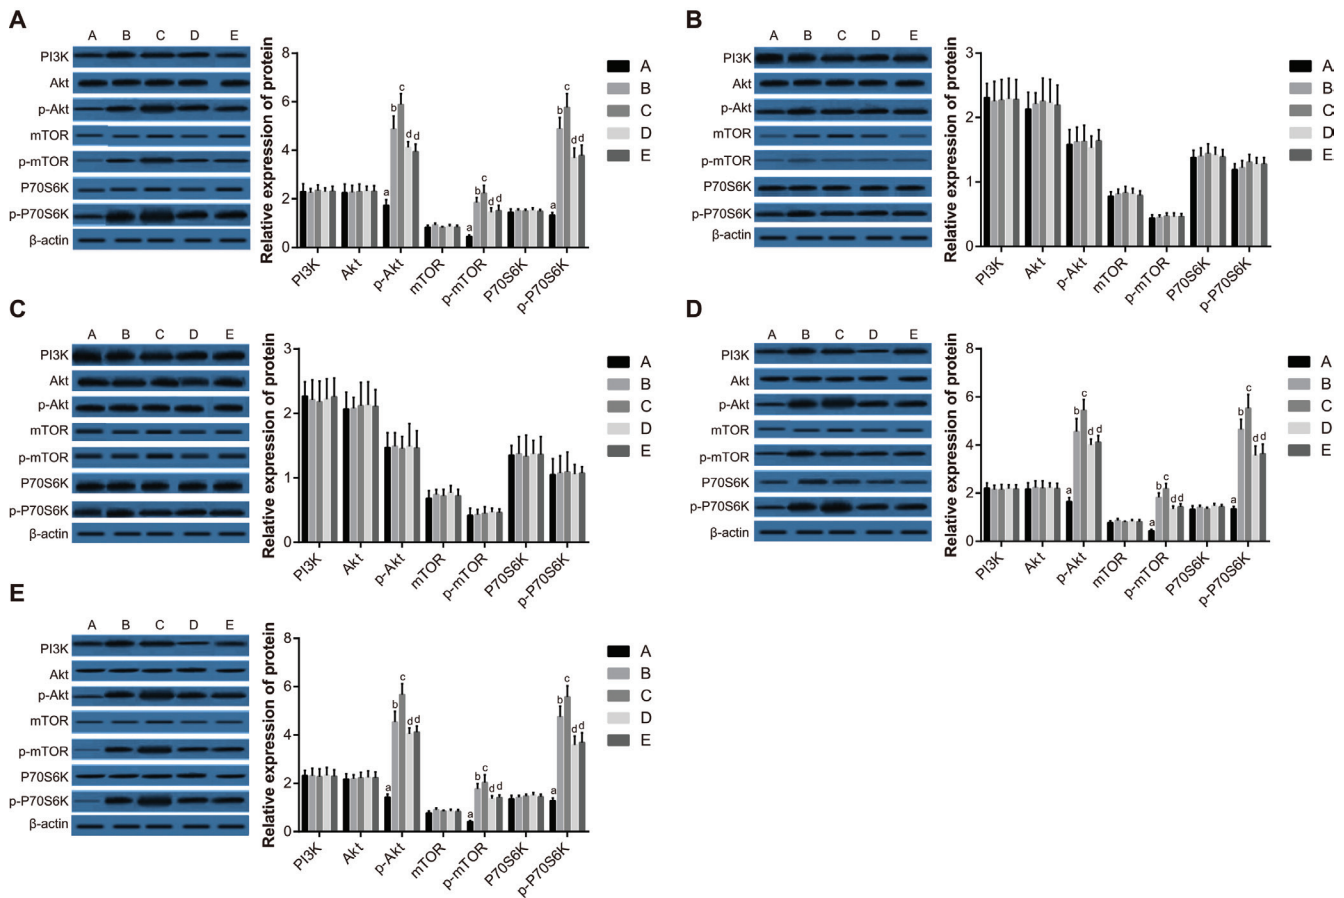 A
A B C D E
PI3K
Akt
p-Akt
mTOR
p-mTOR
P70S6K
p-P70S6K
β-actin
Relative expression of protein
8
6
4
2
0
a b c d d
a b c d d
a b c d d
PI3K Akt p-Akt mTOR p-mTOR P70S6K p-P70S6K
A
B
C
D
E
B
A B C D E
PI3K
Akt
p-Akt
mTOR
p-mTOR
P70S6K
p-P70S6K
β-actin
Relative expression of protein
3
2
1
0
PI3K Akt p-Akt mTOR p-mTOR P70S6K p-P70S6K
A
B
C
D
E
C
A B C D E
PI3K
Akt
p-Akt
mTOR
p-mTOR
P70S6K
p-P70S6K
β-actin
Relative expression of protein
3
2
1
0
PI3K Akt p-Akt mTOR p-mTOR P70S6K p-P70S6K
A
B
C
D
E
D
A B C D E
PI3K
Akt
p-Akt
mTOR
p-mTOR
P70S6K
p-P70S6K
β-actin
Relative expression of protein
8
6
4
2
0
a b c d d
a b c d d
a b c d d
PI3K Akt p-Akt mTOR p-mTOR P70S6K p-P70S6K
A
B
C
D
E
E
A B C D E
PI3K
Akt
p-Akt
mTOR
p-mTOR
P70S6K
p-P70S6K
β-actin
Relative expression of protein
8
6
4
2
0
a b c d d
a b c d d
a b c d d
PI3K Akt p-Akt mTOR p-mTOR P70S6K p-P70S6K
A
B
C
D
E